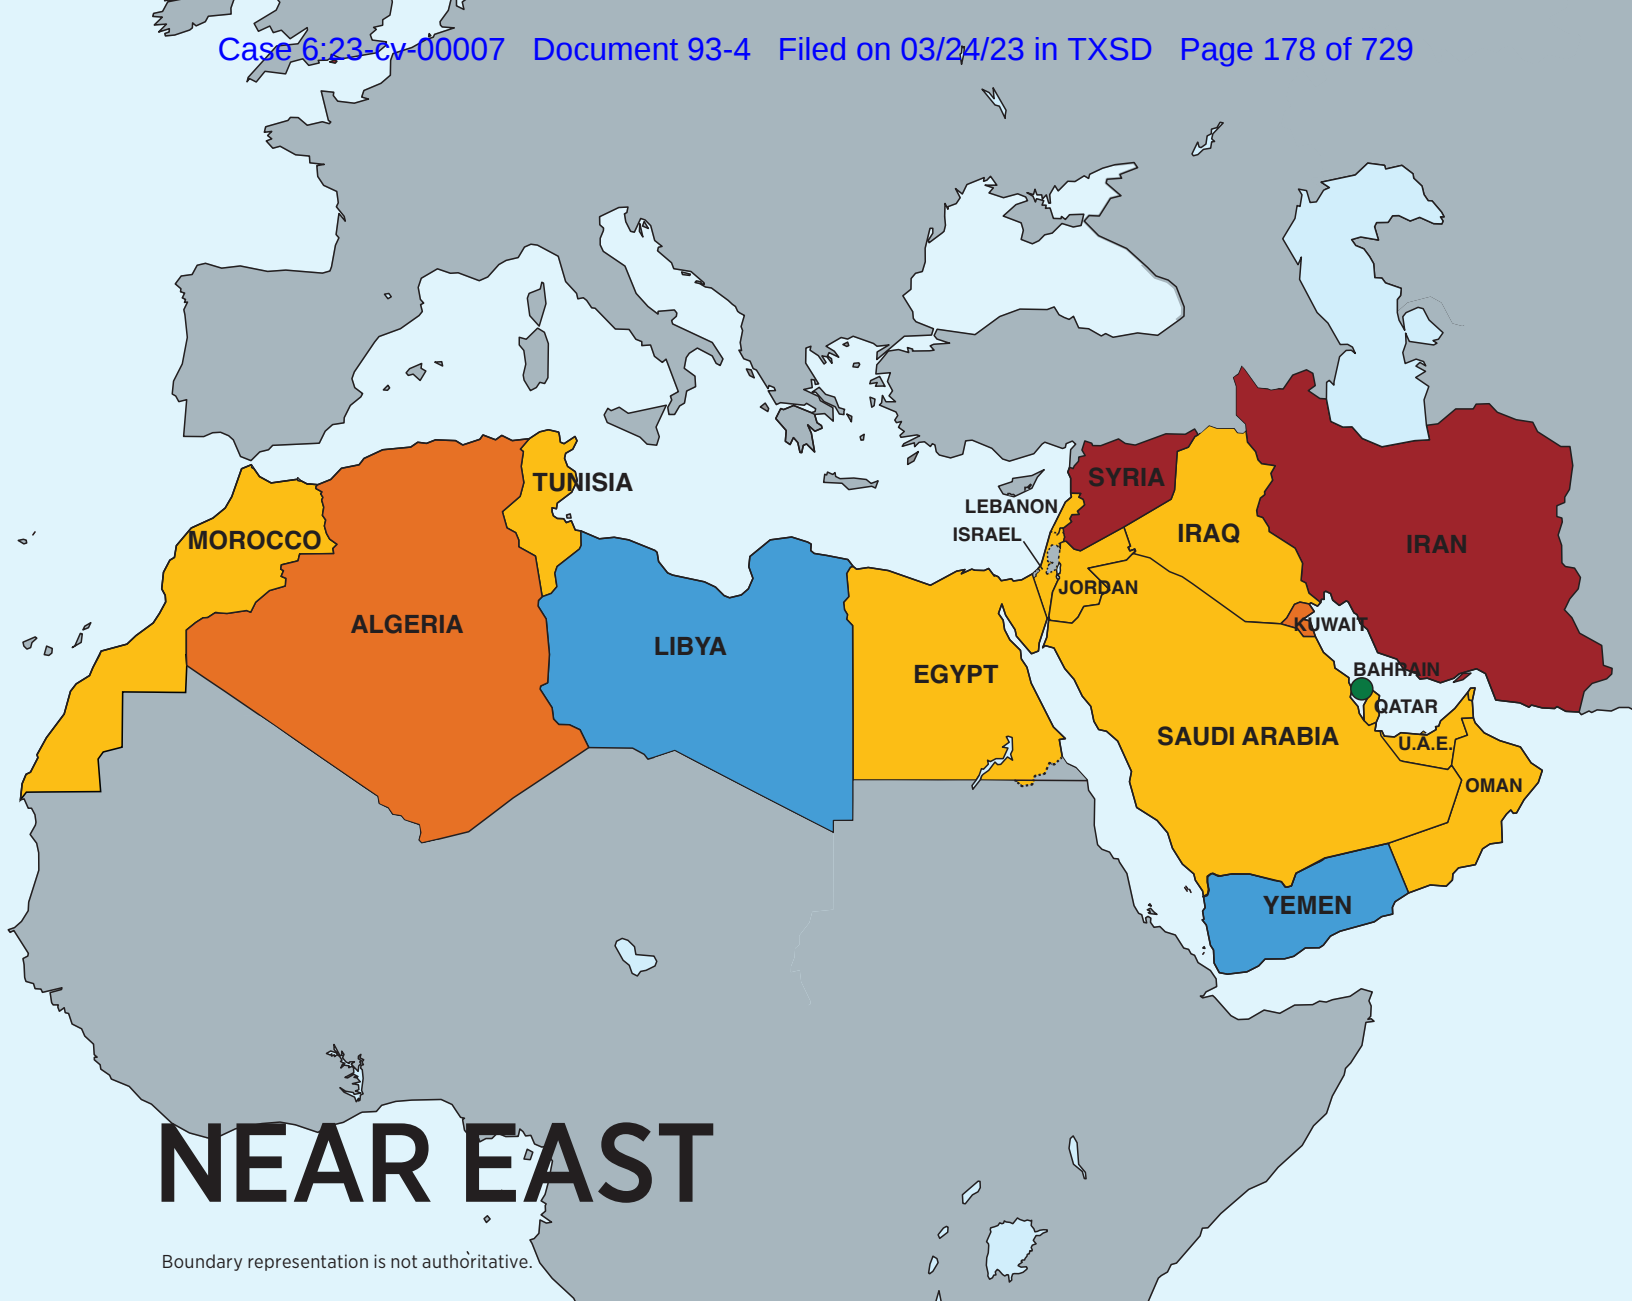 Case 6:23-cv-00007 Document 93-4 Filed on 03/24/23 in TXSD Page 178 of 729
TUNISIA
SYRIA
LEBANON
ISRAEL
IRAQ
IRAN
MOROCCO
JORDAN
ALGERIA
KUWAIT
LIBYA
EGYPT
BAHRAIN
QATAR
SAUDI ARABIA
U.A.E.
OMAN
YEMEN
NEAR EAST
Boundary representation is not authoritative.